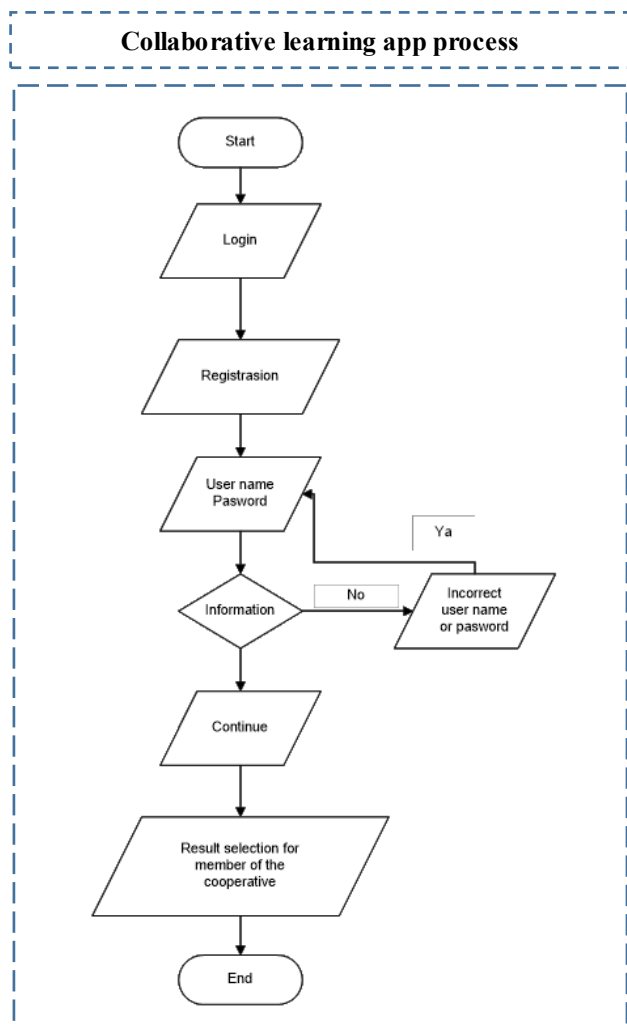 Collaborative learning app process
Start
Login
Registrasion
User name
Pasword
Ya
Information
No
Incorrect
user name
or pasword
Continue
Result selection for
member of the
cooperative
End